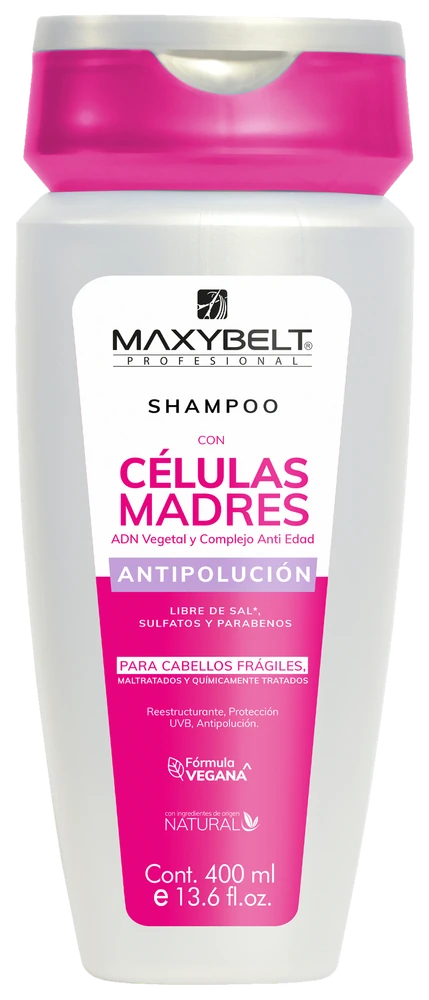 MAXYBELT®
PROFESIONAL
SHAMPOO
CON
CÉLULAS
MADRES
ADN Vegetal y Complejo Anti Edad
ANTIPOLUCIÓN
LIBRE DE SAL*,
SULFATOS Y PARABENOS
PARA CABELLOS FRÁGILES,
MALTRATADOS Y QUÍMICAMENTE TRATADOS
Reestructurante, Protección
UVB, Antipolución.
Fórmula
VEGANA^
con ingredientes de origen
NATURAL
Cont. 400 ml
e 13.6 fl.oz.